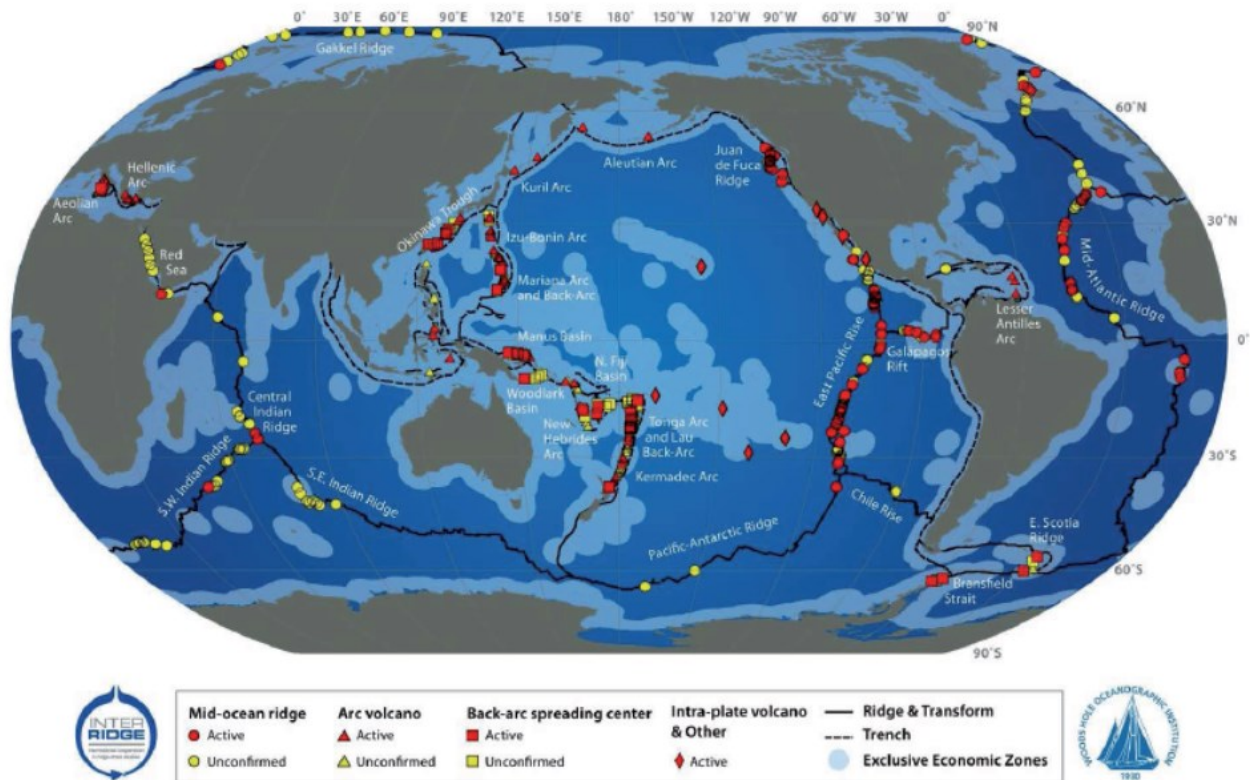 0° 30°E 60°E 90°E 120°E 150°E 180° 150°W 120°W 90°W 60°W 30°W 0° 90°N
Gakkel Ridge
60°N
Aleutian Arc
Juan
de Fuca
Ridge
Hellenic
Arc
Aeolian
Arc
Kuril Arc
Okinawa Trough
30°N
Izu-Bonin Arc
Red
Sea
Mid-Atlantic Ridge
Mariana Arc
and Back-Arc
Lesser
Antilles
Arc
Manus Basin
0°
East Pacific Rise
Galapagos
Rift
N. Fiji
Basin
Woodlark
Basin
Central
Indian
Ridge
New
Hebrides
Arc
Tonga Arc
and Lau
Back-Arc
30°S
Kermadec Arc
S.W. Indian Ridge
S.E. Indian Ridge
Chile Rise
Pacific-Antarctic Ridge
E. Scotia
Ridge
60°S
Bransfield
Strait
90°S
INTER
RIDGE
Mid-ocean ridge
Active
Unconfirmed
Arc volcano
Active
Unconfirmed
Back-arc spreading center
Active
Unconfirmed
Intra-plate volcano
& Other
Active
Ridge & Transform
Trench
Exclusive Economic Zones
WOODS HOLE OCEANOGRAPHIC INSTITUTION
1930